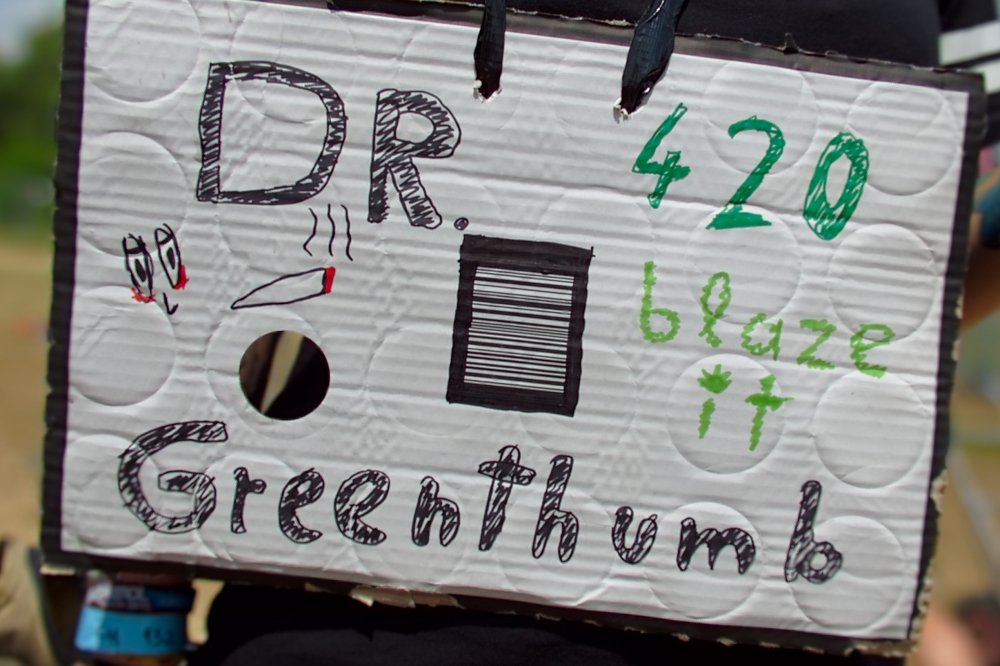 DR.
420
blaze
it
Greenthumb